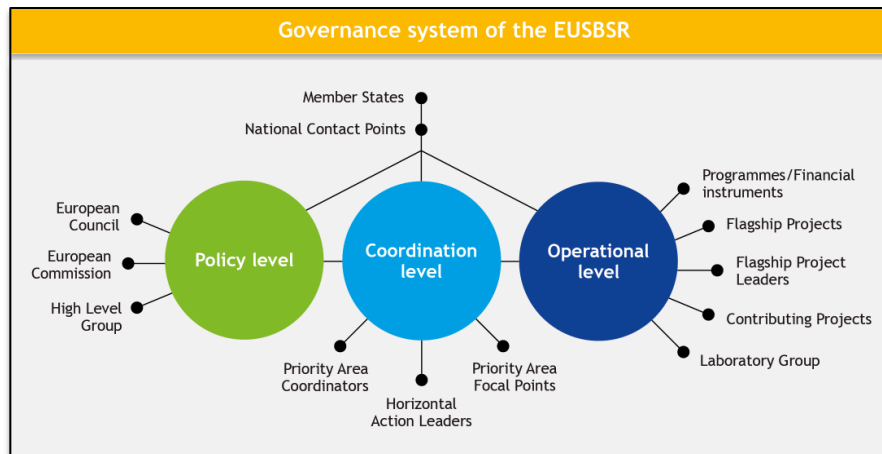 Governance system of the EUSBSR
Member States
National Contact Points
European
Council
European
Commission
High Level
Group
Policy level
Coordination
level
Operational
level
Programmes/Financial
instruments
Flagship Projects
Flagship Project
Leaders
Contributing Projects
Laboratory Group
Priority Area
Coordinators
Horizontal
Action Leaders
Priority Area
Focal Points